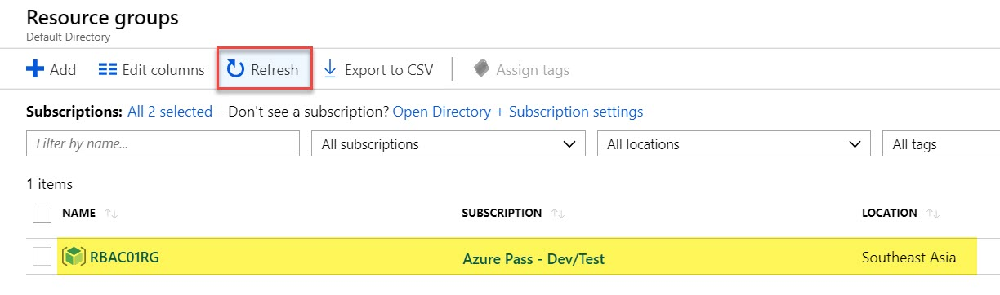 Resource groups
Default Directory
Add Edit columns Refresh Export to CSV Assign tags
Subscriptions: All 2 selected – Don't see a subscription? Open Directory + Subscription settings
Filter by name... All subscriptions All locations All tags
1 items
NAME SUBSCRIPTION LOCATION
RBAC01RG Azure Pass - Dev/Test Southeast Asia